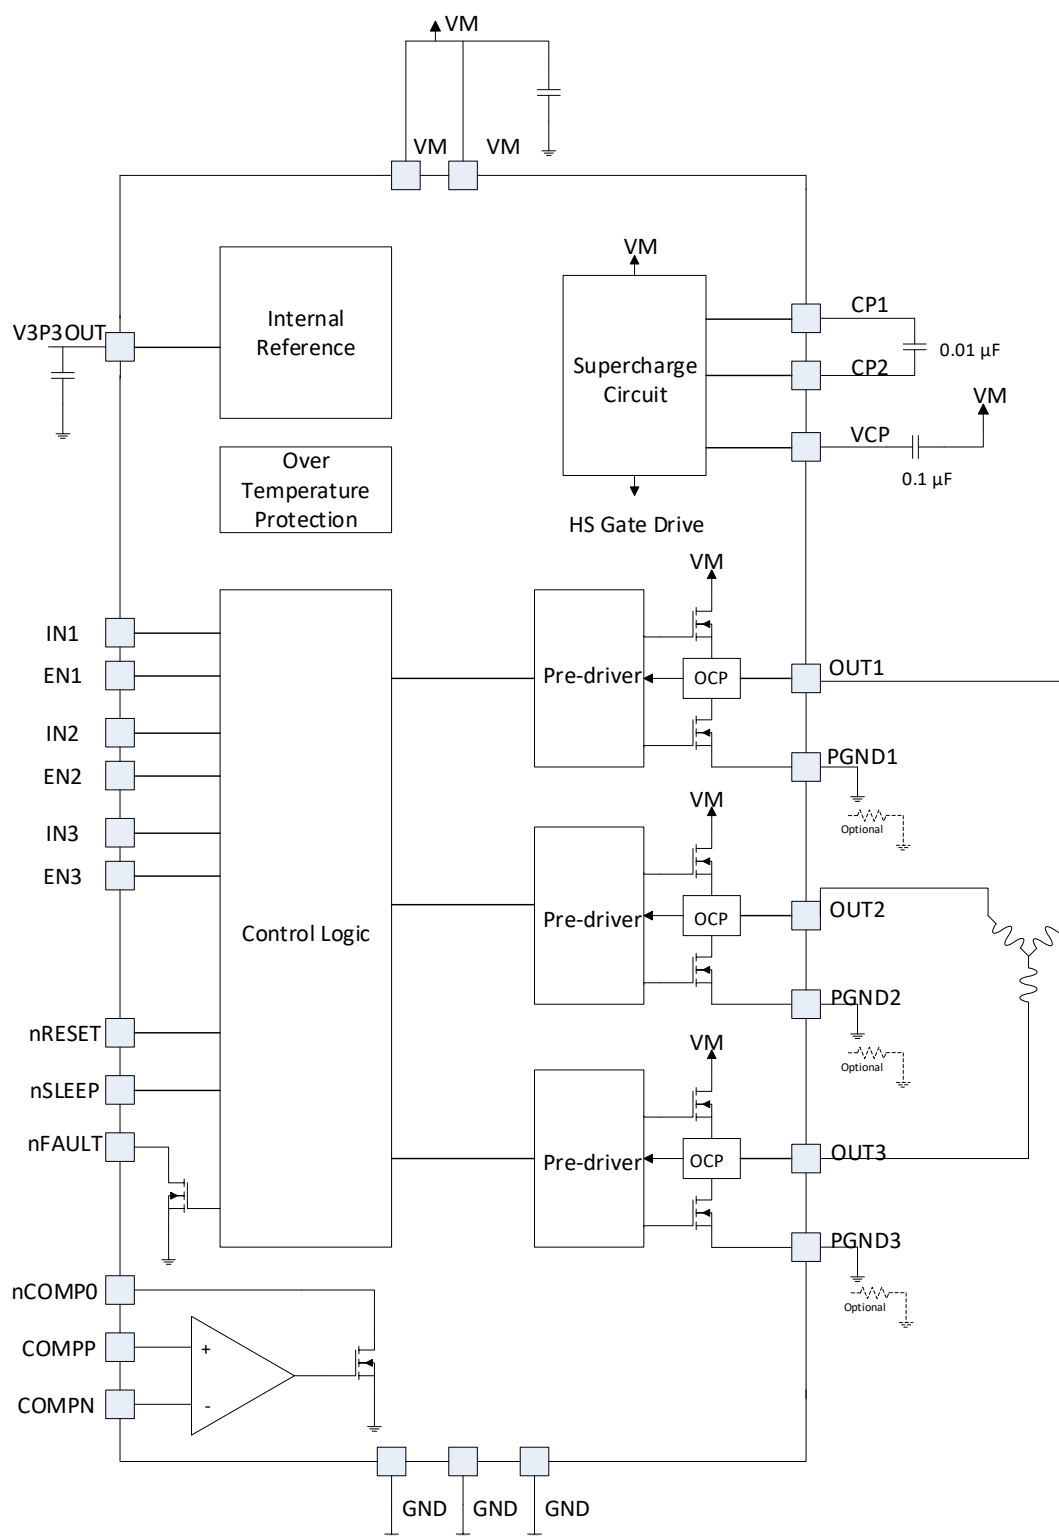 VM
VM
VM
Internal
Reference
V3P3OUT
VM
Supercharge
Circuit
CP1
0.01 µF
CP2
VM
VCP
0.1 µF
HS Gate Drive
Over
Temperature
Protection
IN1
EN1
IN2
EN2
IN3
EN3
nRESET
nSLEEP
nFAULT
Control Logic
VM
Pre-driver
OCP
OUT1
PGND1
Optional
VM
Pre-driver
OCP
OUT2
PGND2
Optional
VM
Pre-driver
OCP
OUT3
PGND3
Optional
nCOMP0
COMPP
+
COMPN
-
GND
GND
GND